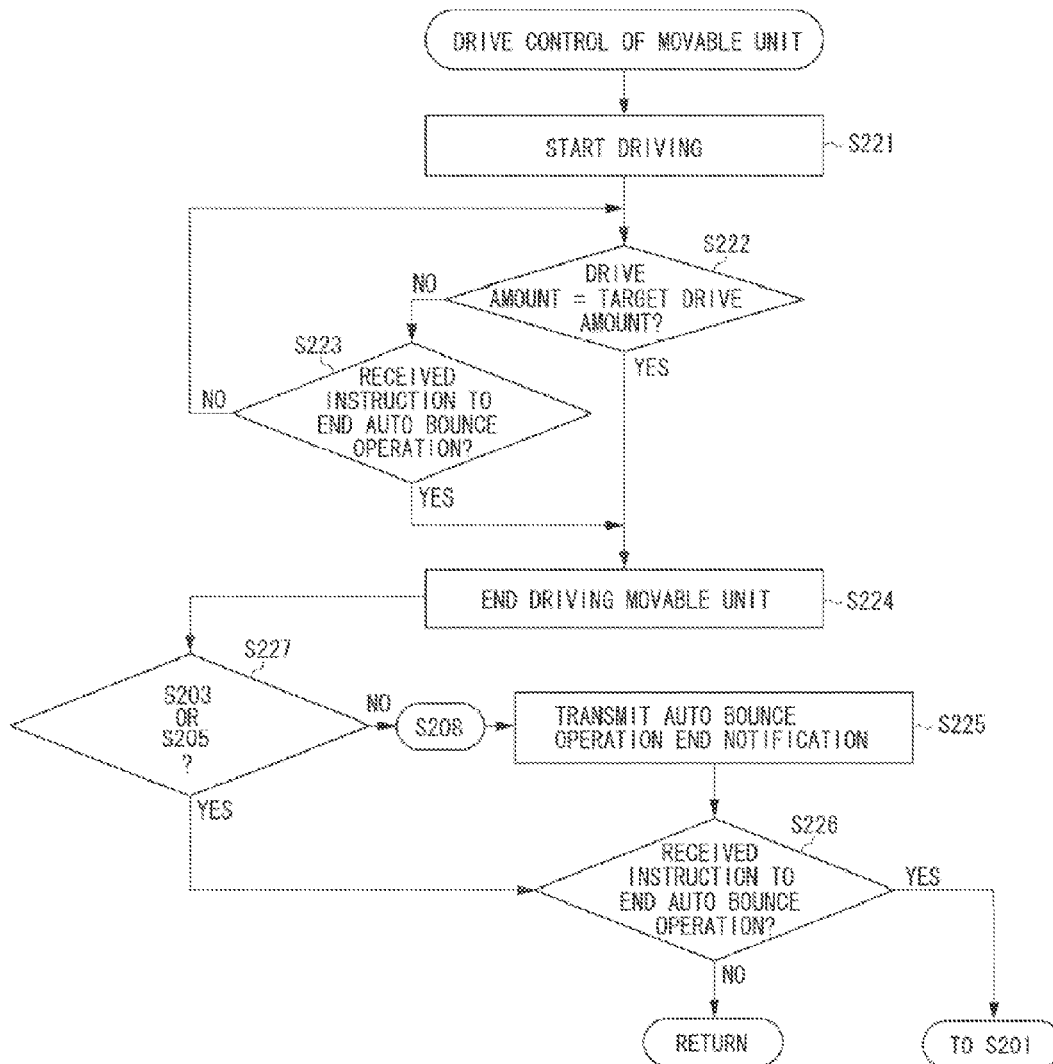 DRIVE CONTROL OF MOVABLE UNIT
START DRIVING
S221
S222
DRIVE
AMOUNT = TARGET DRIVE
AMOUNT?
NO
YES
S223
RECEIVED
INSTRUCTION TO
END AUTO BOUNCE
OPERATION?
NO
YES
END DRIVING MOVABLE UNIT
S224
S227
S203
OR
S205
?
NO
S208
TRANSMIT AUTO BOUNCE
OPERATION END NOTIFICATION
S225
YES
S226
RECEIVED
INSTRUCTION TO
END AUTO BOUNCE
OPERATION?
YES
NO
RETURN
TO S201